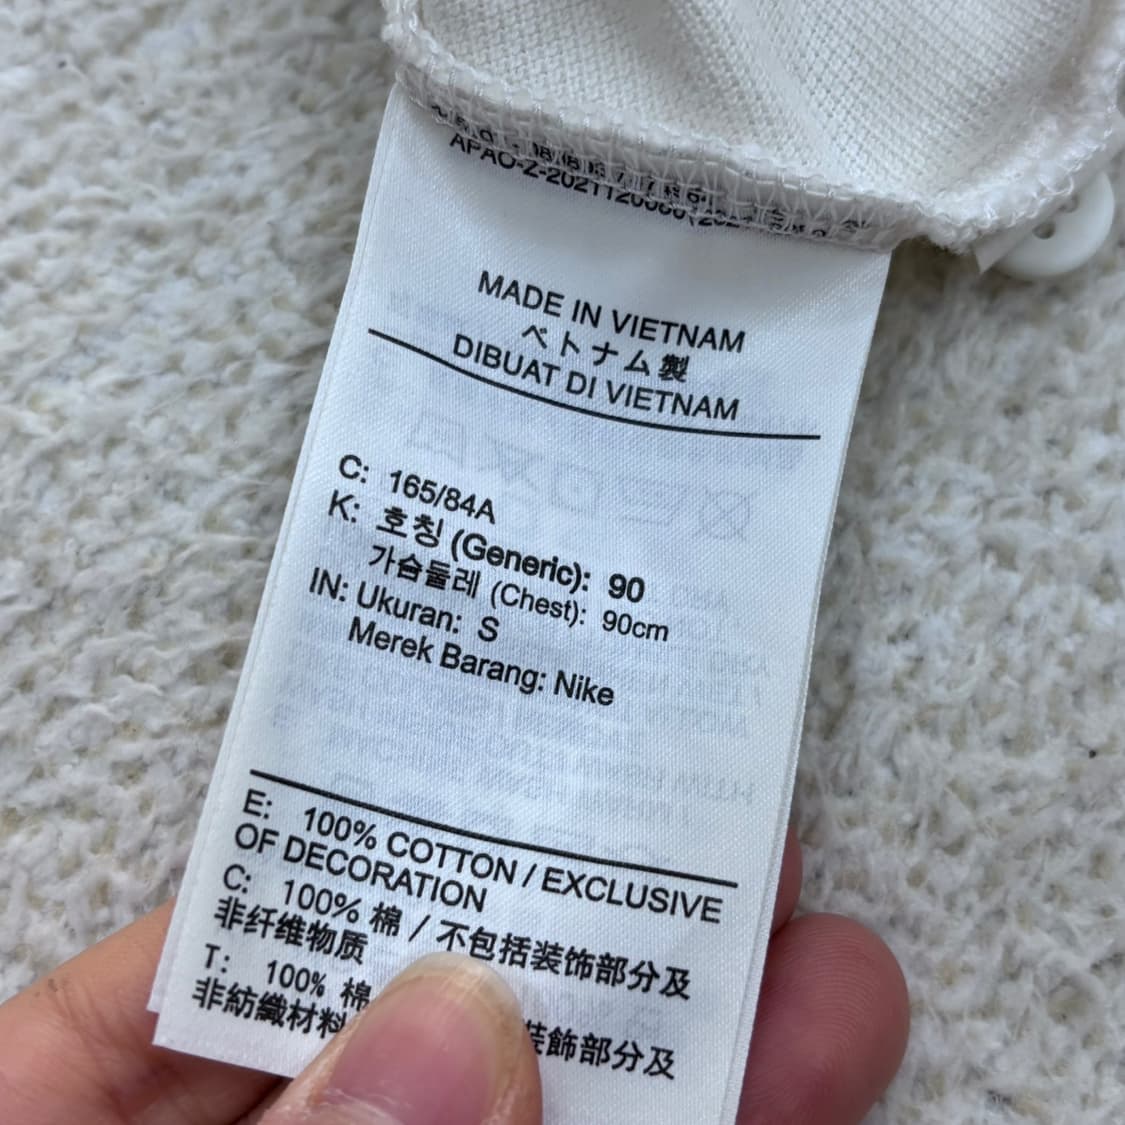 MADE IN VIETNAM
ベトナム製
DIBUAT DI VIETNAM
C: 165/84A
K: 호칭 (Generic): 90
가슴둘레 (Chest): 90cm
IN: Ukuran: S
Merek Barang: Nike
E: 100% COTTON / EXCLUSIVE
OF DECORATION
C: 100% 棉 / 不包括装饰部分及
非纤维物质
T: 100% 棉
非紡織材料 裝飾部分及